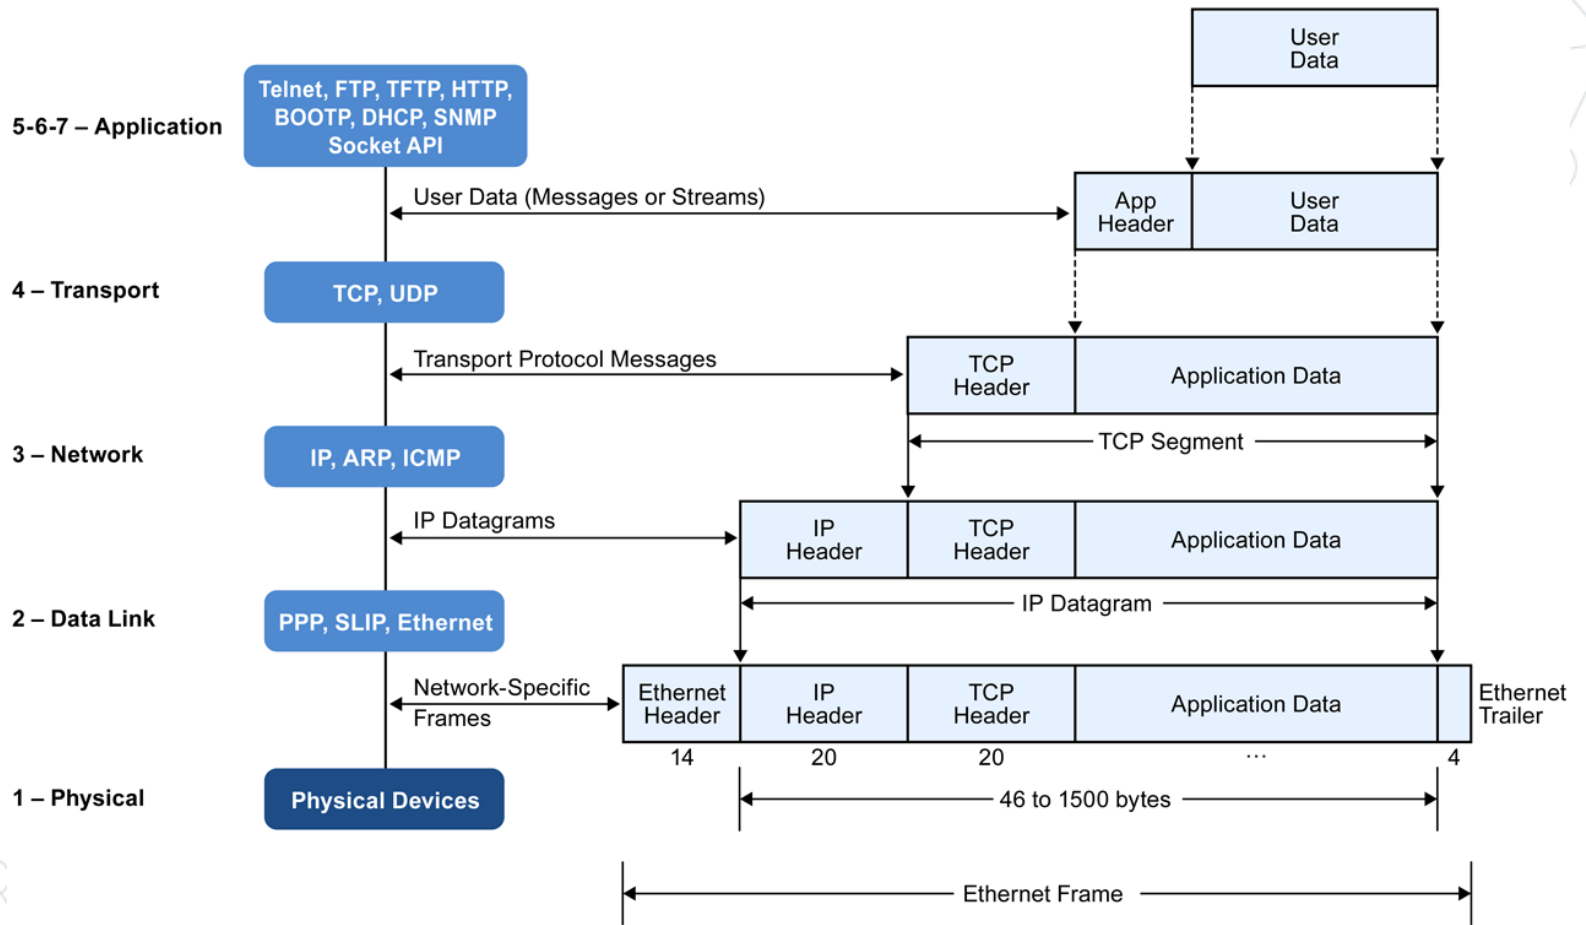 User
Data
Telnet, FTP, TFTP, HTTP,
BOOTP, DHCP, SNMP
Socket API
5-6-7 – Application
User Data (Messages or Streams)
App
Header
User
Data
4 – Transport
TCP, UDP
Transport Protocol Messages
TCP
Header
Application Data
TCP Segment
3 – Network
IP, ARP, ICMP
IP Datagrams
IP
Header
TCP
Header
Application Data
IP Datagram
2 – Data Link
PPP, SLIP, Ethernet
Network-Specific
Frames
Ethernet
Header
IP
Header
TCP
Header
Application Data
Ethernet
Trailer
14
20
20
...
4
1 – Physical
Physical Devices
46 to 1500 bytes
Ethernet Frame